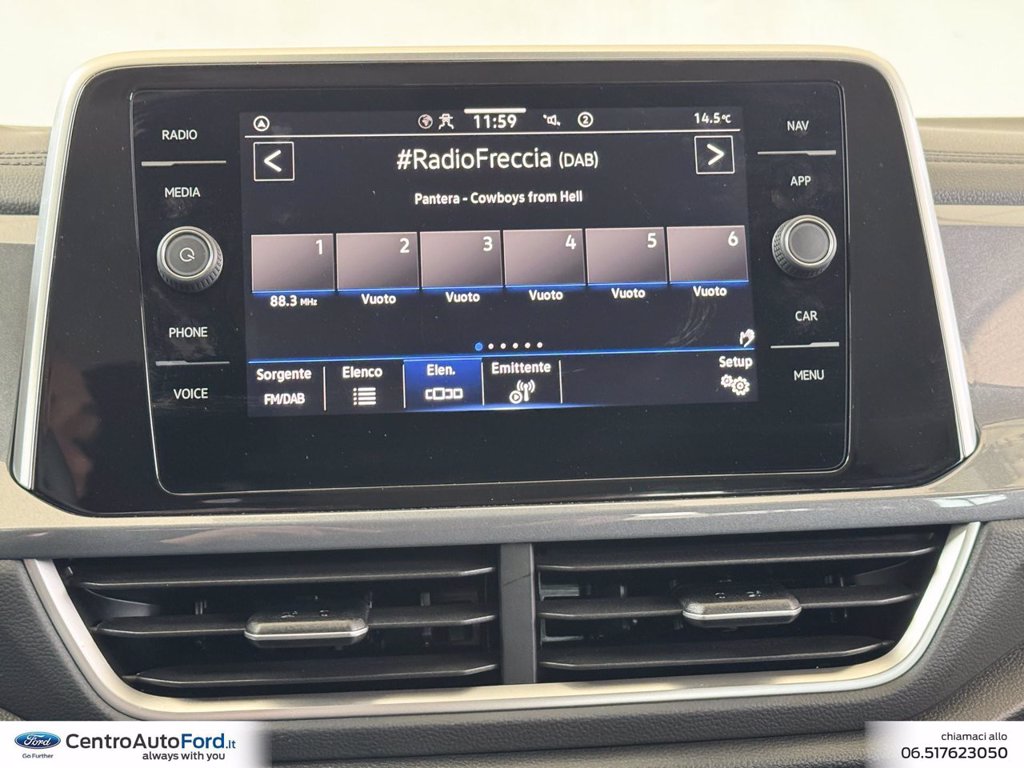 RADIO
MEDIA
PHONE
VOICE
11:59
2
14.5°C
#RadioFreccia (DAB)
Pantera - Cowboys from Hell
1 2 3 4 5 6
88.3 MHz Vuoto Vuoto Vuoto Vuoto Vuoto
Sorgente Elenco Elen. Emittente Setup
FM/DAB
NAV
APP
CAR
MENU
Ford CentroAutoFord.it
Go Further always with you
chiamaci allo
06.517623050